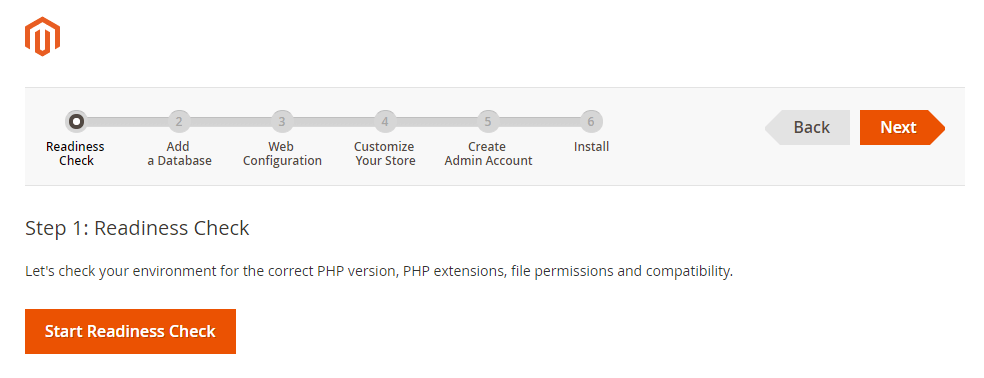 2 3 4 5 6
Readiness Add Web Customize Create Install
Check a Database Configuration Your Store Admin Account
Back Next
Step 1: Readiness Check
Let's check your environment for the correct PHP version, PHP extensions, file permissions and compatibility.
Start Readiness Check